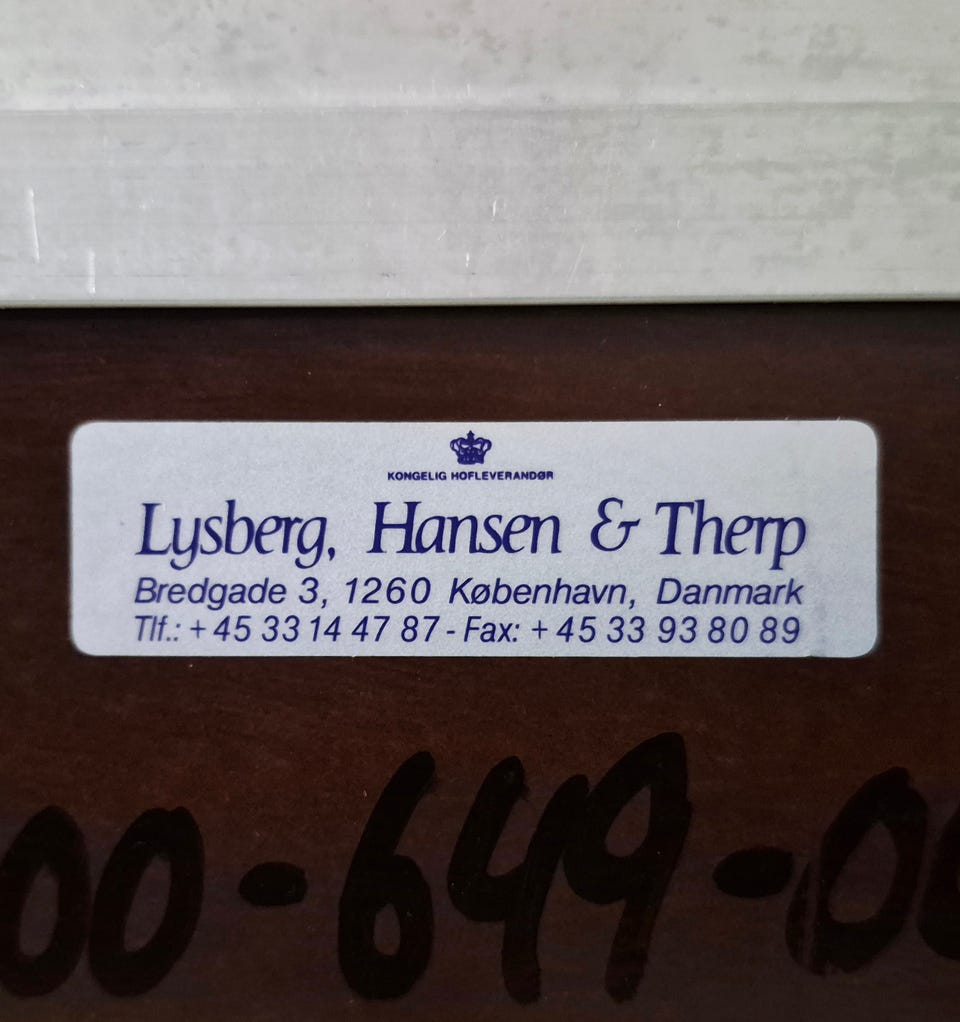 KONGELIG HOFLEVERANDØR
Lysberg, Hansen & Therp
Bredgade 3, 1260 København, Danmark
Tlf.: +45 33 14 47 87 - Fax: +45 33 93 80 89
00-649-00